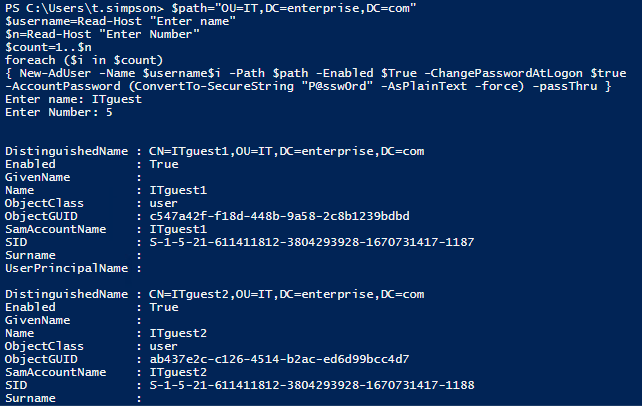 PS C:\Users\t.simpson> $path="OU=IT,DC=enterprise,DC=com"
$username=Read-Host "Enter name"
$n=Read-Host "Enter Number"
$count=1..$n
foreach ($i in $count)
{ New-AdUser -Name $username$i -Path $path -Enabled $True -ChangePasswordAtLogon $true
-AccountPassword (ConvertTo-SecureString "P@ssw0rd" -AsPlainText -force) -passThru }
Enter name: ITguest
Enter Number: 5
DistinguishedName : CN=ITguest1,OU=IT,DC=enterprise,DC=com
Enabled : True
GivenName :
Name : ITguest1
ObjectClass : user
ObjectGUID : c547a42f-f18d-448b-9a58-2c8b1239bdbd
SamAccountName : ITguest1
SID : S-1-5-21-611411812-3804293928-1670731417-1187
Surname :
UserPrincipalName :
DistinguishedName : CN=ITguest2,OU=IT,DC=enterprise,DC=com
Enabled : True
GivenName :
Name : ITguest2
ObjectClass : user
ObjectGUID : ab437e2c-c126-4514-b2ac-ed6d99bcc4d7
SamAccountName : ITguest2
SID : S-1-5-21-611411812-3804293928-1670731417-1188
Surname :